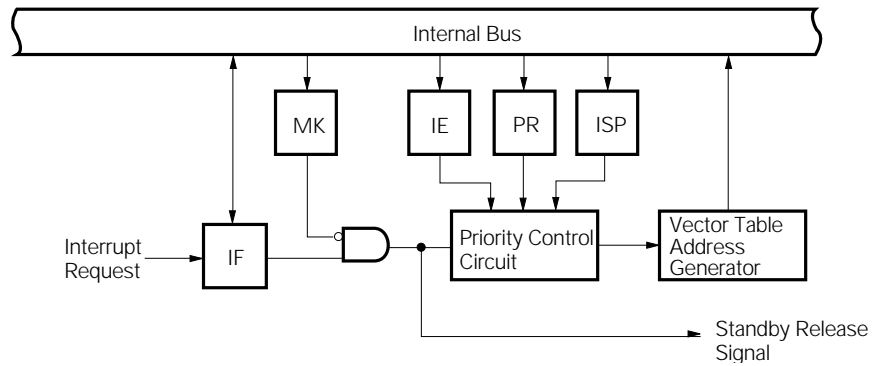 Internal Bus
MK
IE
PR
ISP
Interrupt
Request
IF
Priority Control
Circuit
Vector Table
Address
Generator
Standby Release
Signal